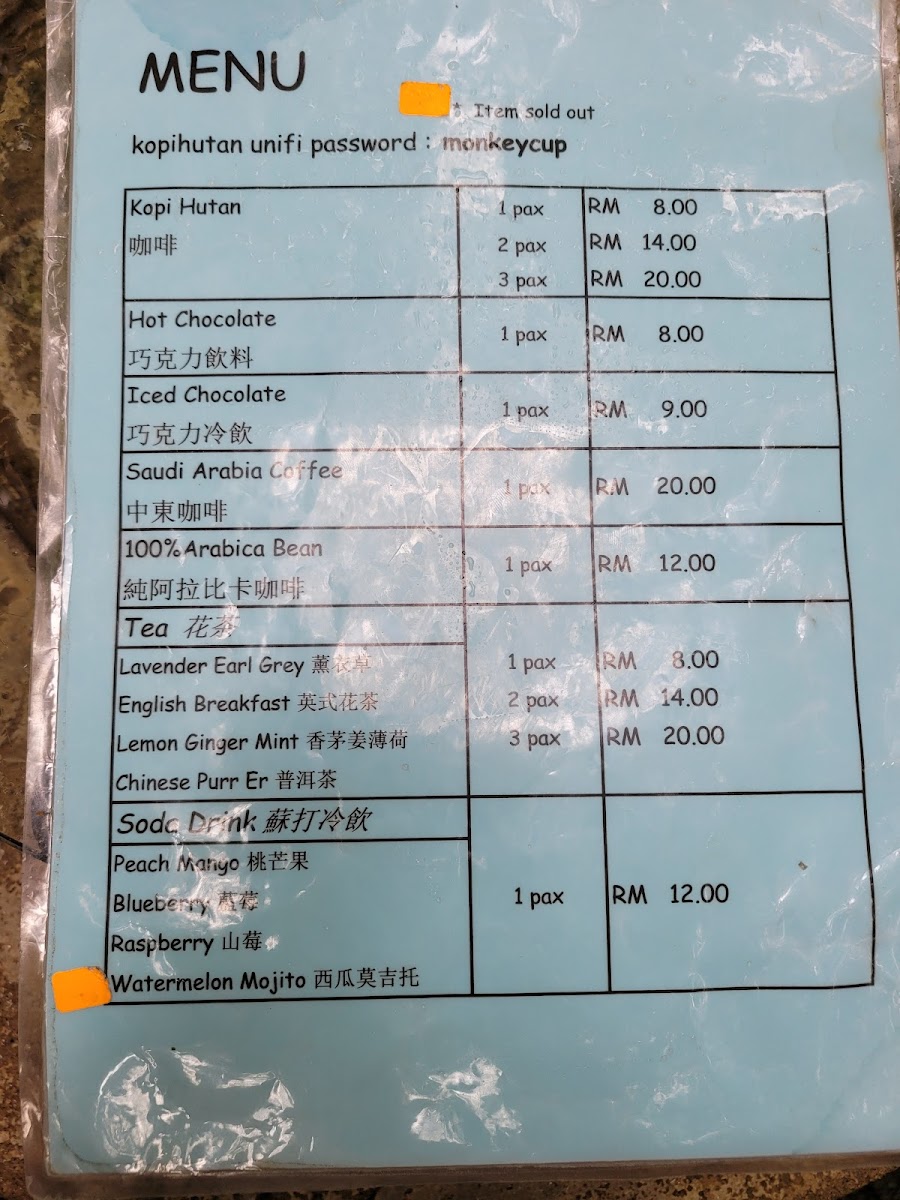 MENU
* Item sold out
kopihutan unifi password : monkeycup
Kopi Hutan 1 pax RM 8.00
咖啡 2 pax RM 14.00
3 pax RM 20.00
Hot Chocolate
1 pax RM 8.00
巧克力飲料
Iced Chocolate
1 pax RM 9.00
巧克力冷飲
Saudi Arabia Coffee
1 pax RM 20.00
中東咖啡
100%Arabica Bean
1 pax RM 12.00
純阿拉比卡咖啡
Tea 花茶
Lavender Earl Grey 薰衣草 1 pax RM 8.00
English Breakfast 英式花茶 2 pax RM 14.00
Lemon Ginger Mint 香茅姜薄荷 3 pax RM 20.00
Chinese Purr Er 普洱茶
Soda Drink 蘇打冷飲
Peach Mango 桃芒果
Blueberry 藍莓 1 pax RM 12.00
Raspberry 山莓
Watermelon Mojito 西瓜莫吉托